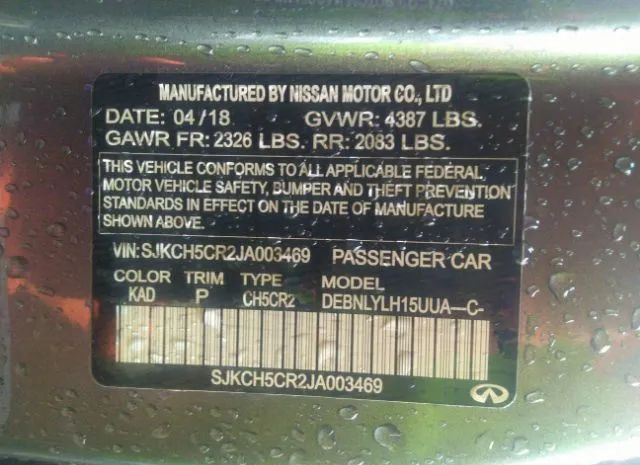 MANUFACTURED BY NISSAN MOTOR CO., LTD
DATE: 04/18 GVWR: 4387 LBS.
GAWR FR: 2326 LBS. RR: 2083 LBS.
THIS VEHICLE CONFORMS TO ALL APPLICABLE FEDERAL
MOTOR VEHICLE SAFETY, BUMPER AND THEFT PREVENTION
STANDARDS IN EFFECT ON THE DATE OF MANUFACTURE
SHOWN ABOVE.
VIN: SJKCH5CR2JA003469 PASSENGER CAR
COLOR TRIM TYPE MODEL
KAD P CH5CR2 DEBNLYLH15UUA—C-
SJKCH5CR2JA003469